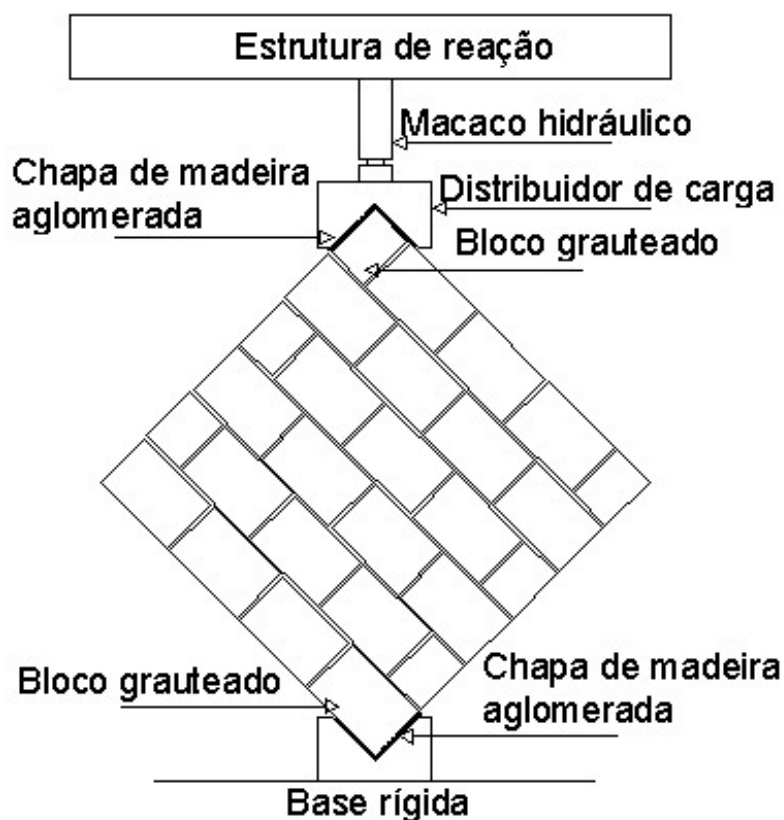 Estrutura de reação
Macaco hidráulico
Chapa de madeira
aglomerada
Distribuidor de carga
Bloco grauteado
Bloco grauteado
Chapa de madeira
aglomerada
Base rígida